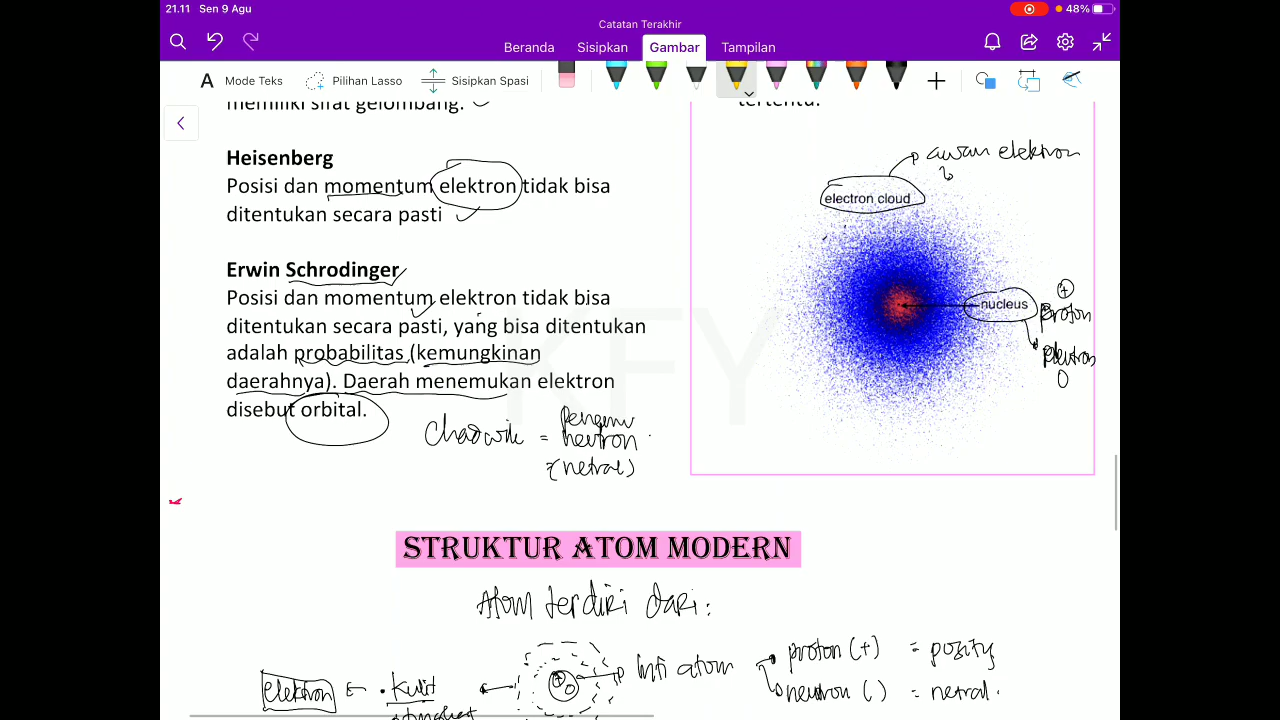 21.11 Sen 9 Agu
48%
Catatan Terakhir
Beranda Sisipkan Gambar Tampilan
A Mode Teks Pilihan Lasso Sisipkan Spasi
memiliki sifat gelombang.
Heisenberg
Posisi dan momentum elektron tidak bisa
ditentukan secara pasti
Erwin Schrodinger
Posisi dan momentum elektron tidak bisa
ditentukan secara pasti, yang bisa ditentukan
adalah probabilitas (kemungkinan
daerahnya). Daerah menemukan elektron
disebut orbital.
Chadwik = penemu
neutron
(netral)
tertentu.
awan elektron
electron cloud
nucleus
+
proton
0
KFY
STRUKTUR ATOM MODERN
Atom terdiri dari:
inti atom
proton (+) = positif
neutron ( ) = netral.
elektron
Kulit